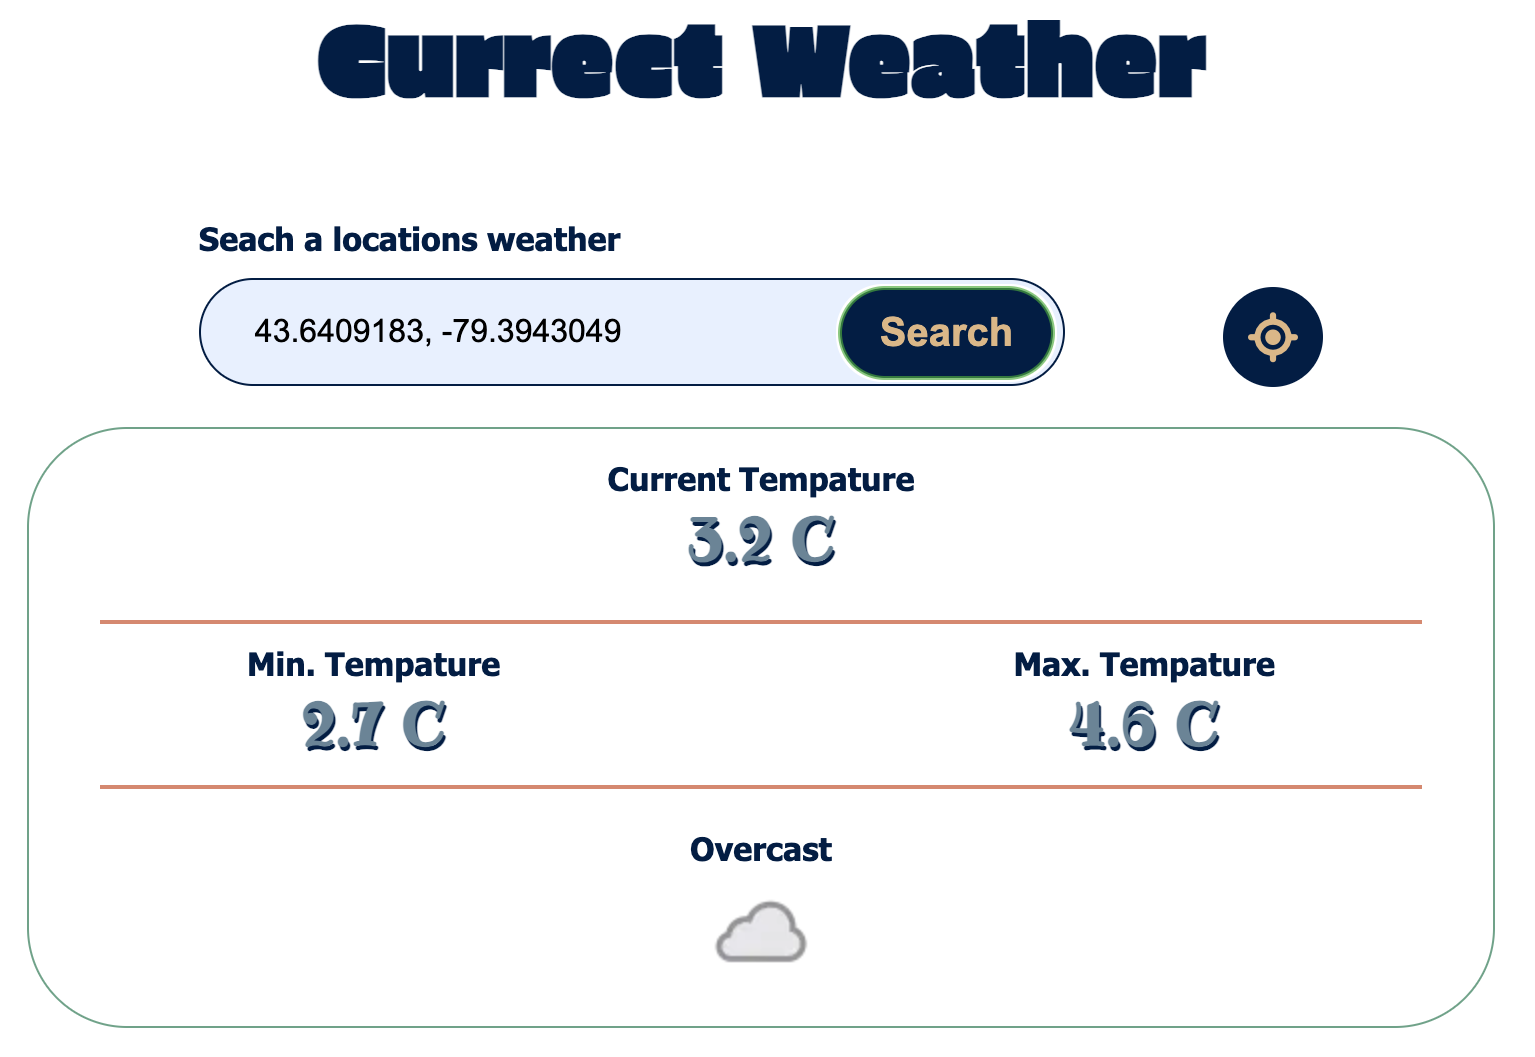 Currect Weather
Seach a locations weather
43.6409183, -79.3943049 Search
Current Tempature
3.2 C
Min. Tempature Max. Tempature
2.7 C 4.6 C
Overcast